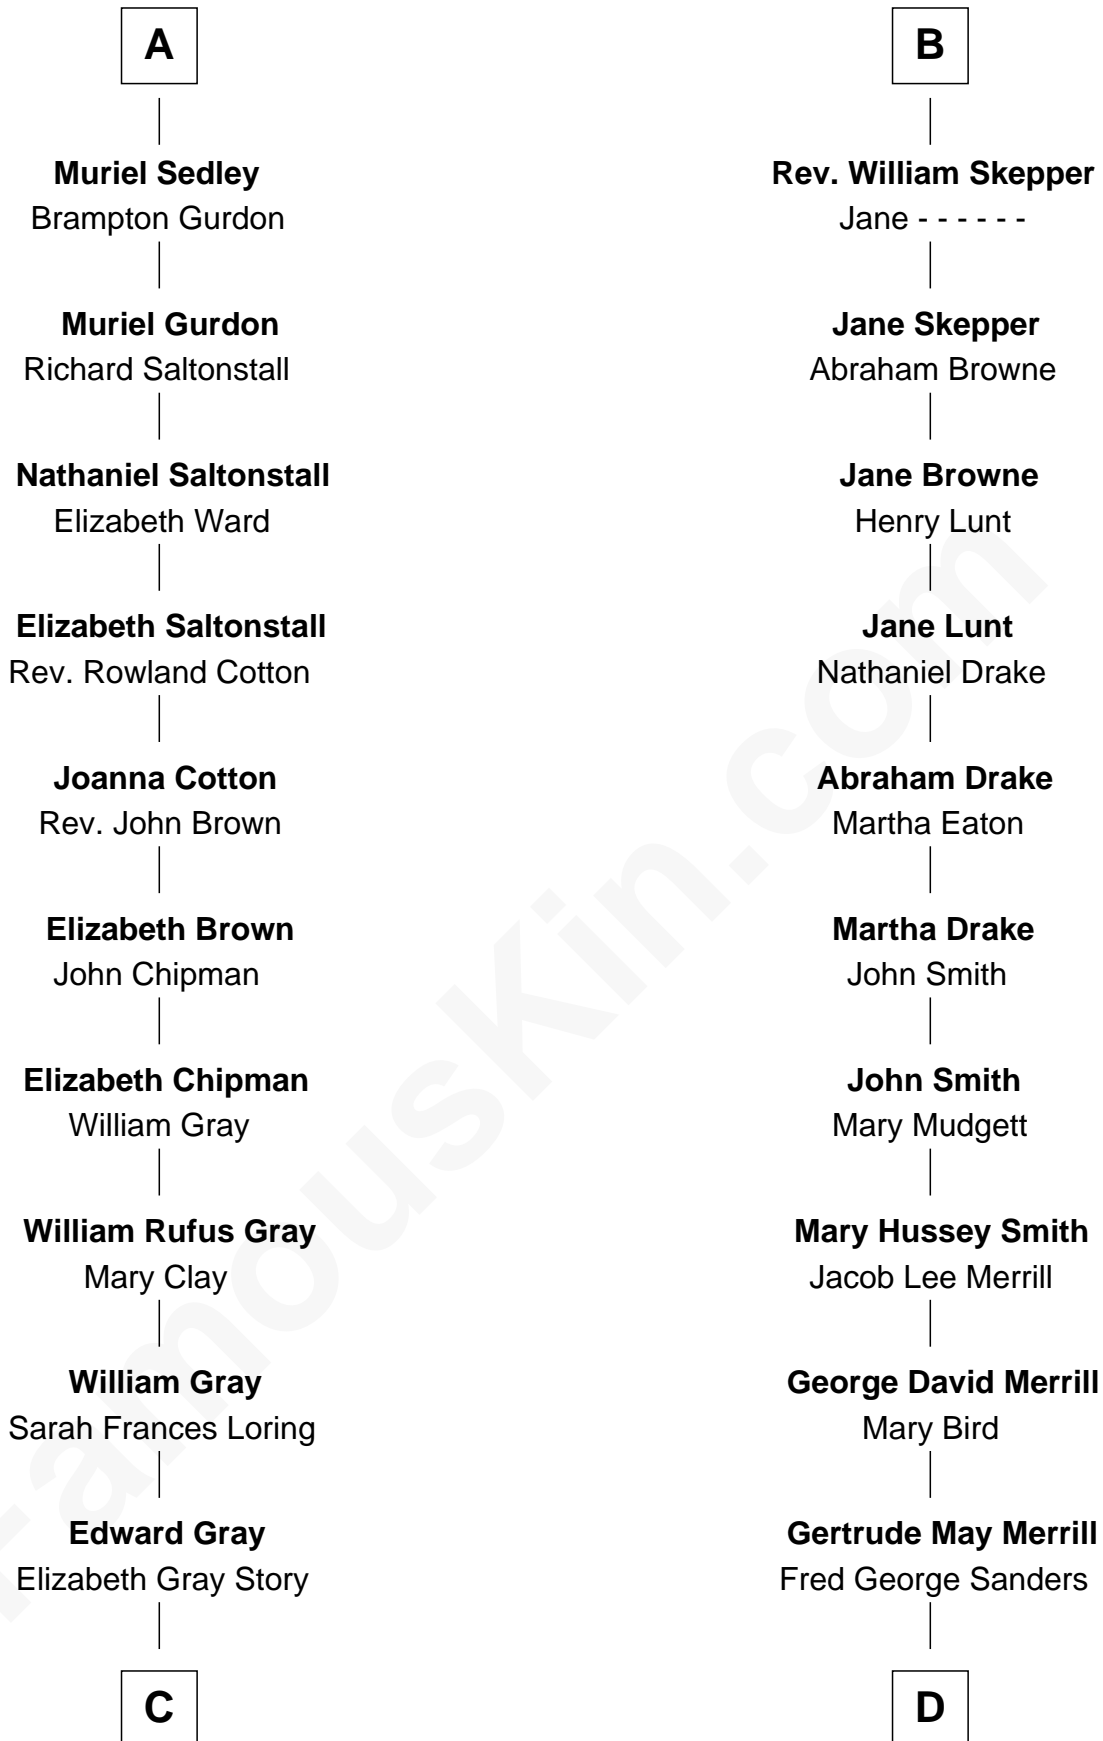 A
Muriel Sedley
Brampton Gurdon
Muriel Gurdon
Richard Saltonstall
Nathaniel Saltonstall
Elizabeth Ward
Elizabeth Saltonstall
Rev. Rowland Cotton
Joanna Cotton
Rev. John Brown
Elizabeth Brown
John Chipman
Elizabeth Chipman
William Gray
William Rufus Gray
Mary Clay
William Gray
Sarah Frances Loring
Edward Gray
Elizabeth Gray Story
C
B
Rev. William Skepper
Jane - - - - - -
Jane Skepper
Abraham Browne
Jane Browne
Henry Lunt
Jane Lunt
Nathaniel Drake
Abraham Drake
Martha Eaton
Martha Drake
John Smith
John Smith
Mary Mudgett
Mary Hussey Smith
Jacob Lee Merrill
George David Merrill
Mary Bird
Gertrude May Merrill
Fred George Sanders
D
FamousKin.com